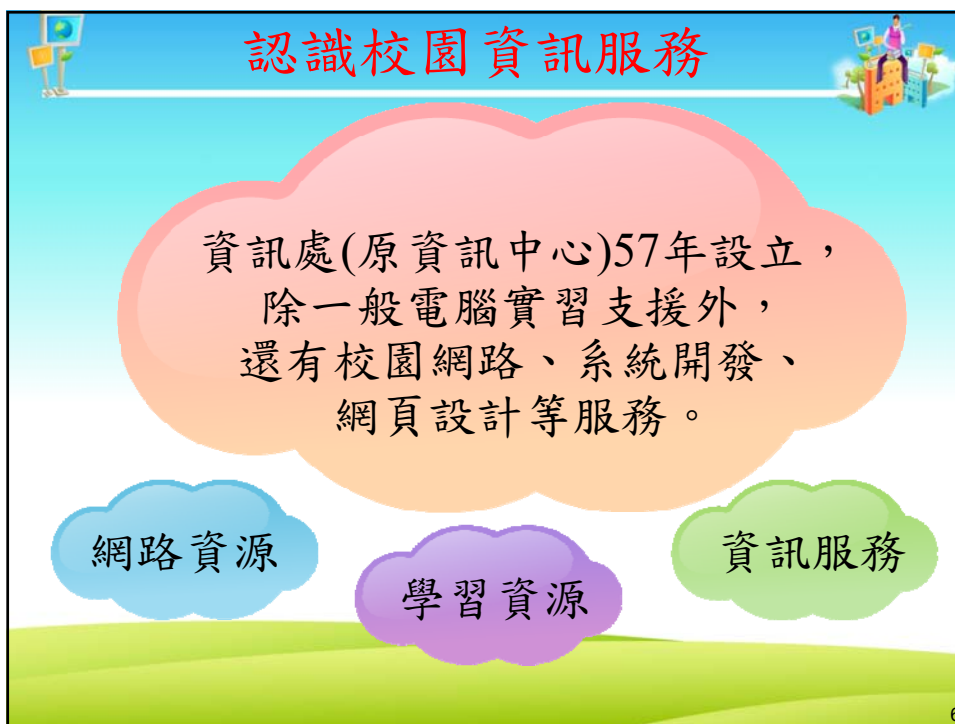 認識校園資訊服務
資訊處(原資訊中心)57年設立，
除一般電腦實習支援外，
還有校園網路、系統開發、
網頁設計等服務。
網路資源
學習資源
資訊服務
6